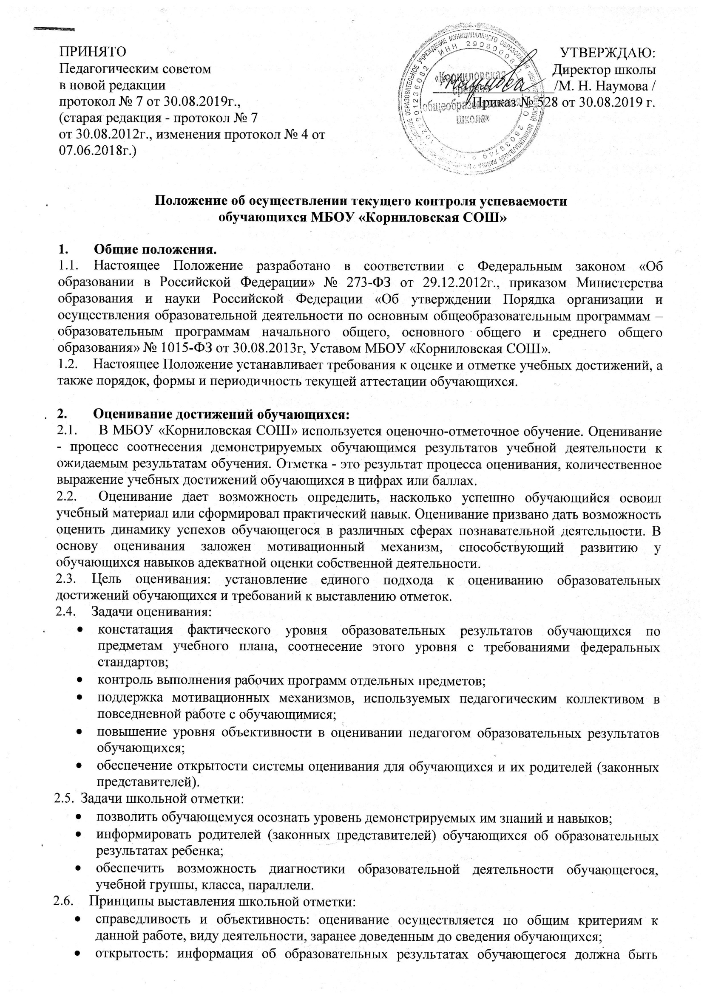 ПРИНЯТО
Педагогическим советом
в новой редакции
протокол № 7 от 30.08.2019г.,
(старая редакция - протокол № 7
от 30.08.2012г., изменения протокол № 4 от
07.06.2018г.)
УТВЕРЖДАЮ:
Директор школы
/М. Н. Наумова /
Приказ № 528 от 30.08.2019 г.
«Корниловская
средняя
общеобразовательная
школа»
Положение об осуществлении текущего контроля успеваемости
обучающихся МБОУ «Корниловская СОШ»
1. Общие положения.
1.1. Настоящее Положение разработано в соответствии с Федеральным законом «Об
образовании в Российской Федерации» № 273-ФЗ от 29.12.2012г., приказом Министерства
образования и науки Российской Федерации «Об утверждении Порядка организации и
осуществления образовательной деятельности по основным общеобразовательным программам –
образовательным программам начального общего, основного общего и среднего общего
образования» № 1015-ФЗ от 30.08.2013г, Уставом МБОУ «Корниловская СОШ».
1.2. Настоящее Положение устанавливает требования к оценке и отметке учебных достижений, а
также порядок, формы и периодичность текущей аттестации обучающихся.
2. Оценивание достижений обучающихся:
2.1. В МБОУ «Корниловская СОШ» используется оценочно-отметочное обучение. Оценивание
- процесс соотнесения демонстрируемых обучающимся результатов учебной деятельности к
ожидаемым результатам обучения. Отметка - это результат процесса оценивания, количественное
выражение учебных достижений обучающихся в цифрах или баллах.
2.2. Оценивание дает возможность определить, насколько успешно обучающийся освоил
учебный материал или сформировал практический навык. Оценивание призвано дать возможность
оценить динамику успехов обучающегося в различных сферах познавательной деятельности. В
основу оценивания заложен мотивационный механизм, способствующий развитию у
обучающихся навыков адекватной оценки собственной деятельности.
2.3. Цель оценивания: установление единого подхода к оцениванию образовательных
достижений обучающихся и требований к выставлению отметок.
2.4. Задачи оценивания:
• констатация фактического уровня образовательных результатов обучающихся по
предметам учебного плана, соотнесение этого уровня с требованиями федеральных
стандартов;
• контроль выполнения рабочих программ отдельных предметов;
• поддержка мотивационных механизмов, используемых педагогическим коллективом в
повседневной работе с обучающимися;
• повышение уровня объективности в оценивании педагогом образовательных результатов
обучающихся;
• обеспечение открытости системы оценивания для обучающихся и их родителей (законных
представителей).
2.5. Задачи школьной отметки:
• позволить обучающемуся осознать уровень демонстрируемых им знаний и навыков;
• информировать родителей (законных представителей) обучающихся об образовательных
результатах ребенка;
• обеспечить возможность диагностики образовательной деятельности обучающегося,
учебной группы, класса, параллели.
2.6. Принципы выставления школьной отметки:
• справедливость и объективность: оценивание осуществляется по общим критериям к
данной работе, виду деятельности, заранее доведенным до сведения обучающихся;
• открытость: информация об образовательных результатах обучающегося должна быть